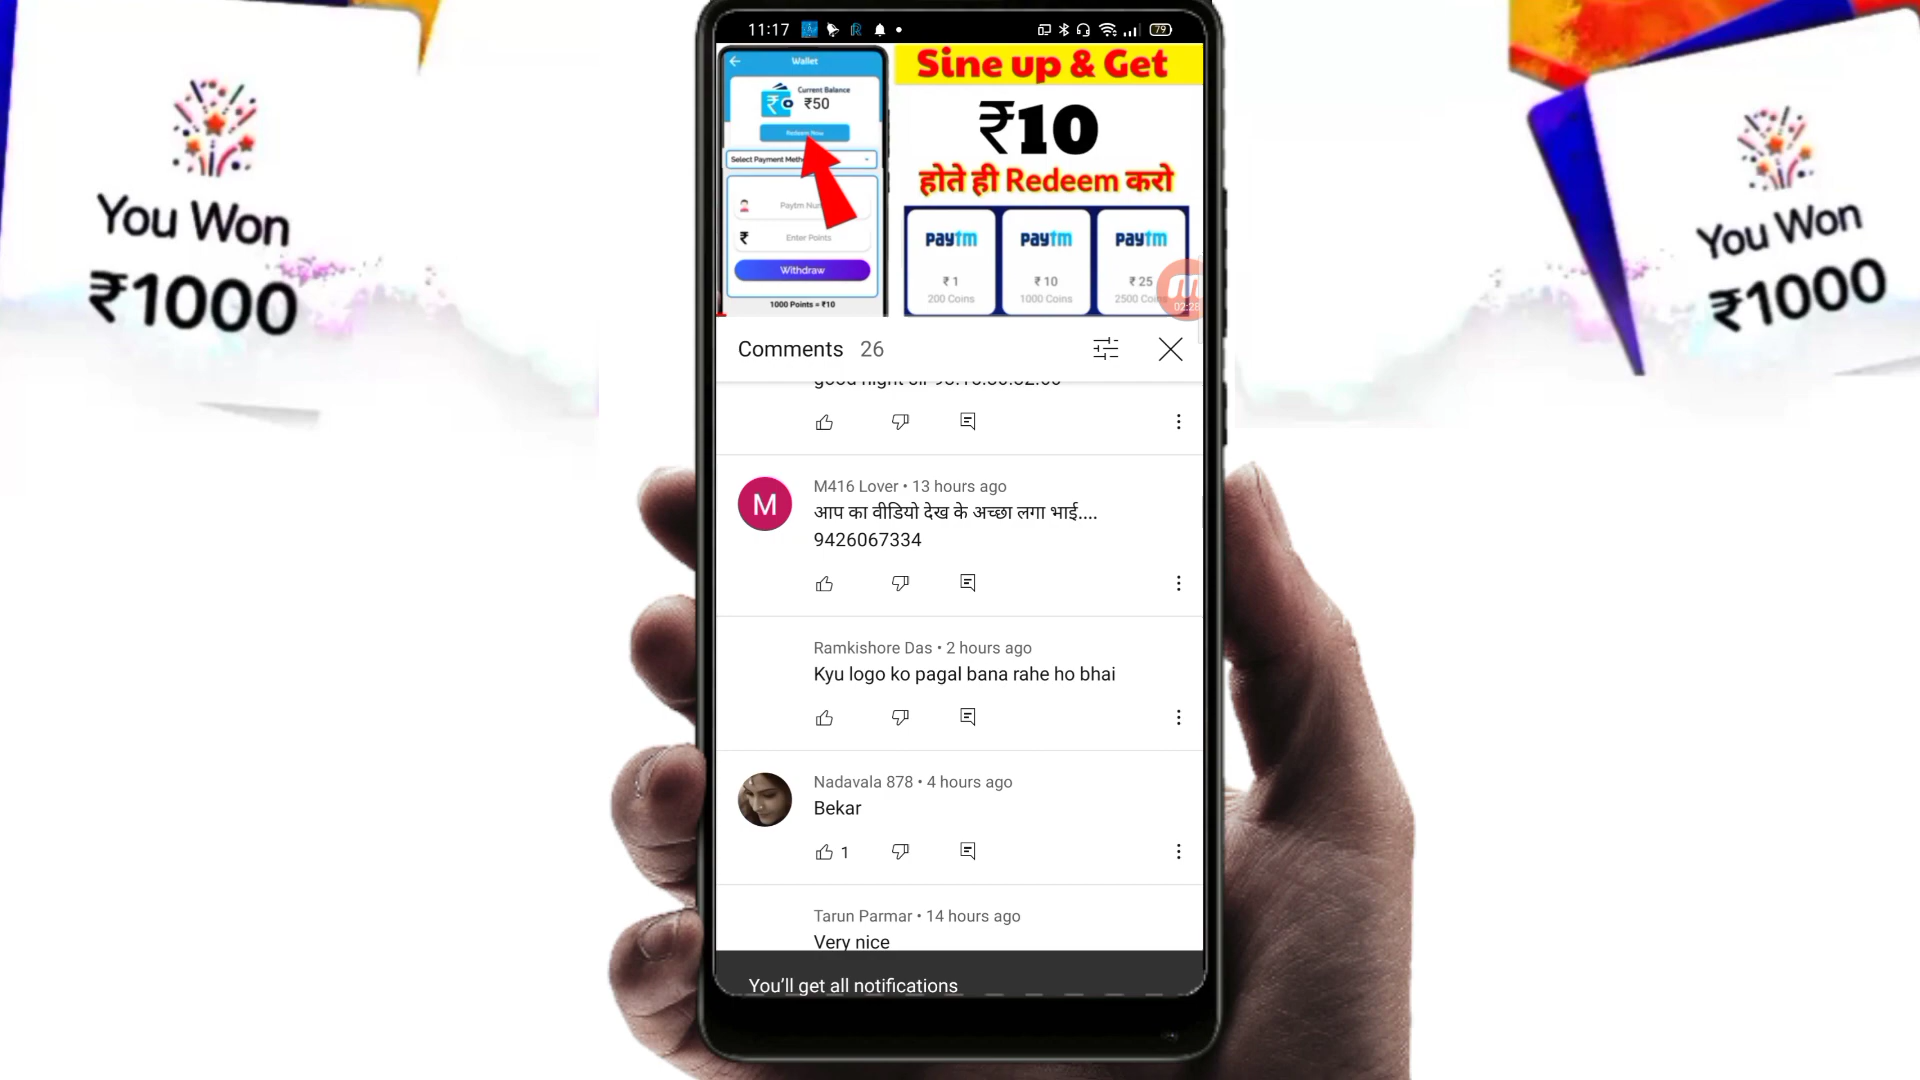 You Won
₹1000
You Won
₹1000
11:17
79
Wallet
Current Balance
₹50
Redeem Now
Select Payment
Paytm
Enter Points
Withdraw
1000 Points = ₹10
Sine up & Get
₹10
होते ही Redeem करो
paytm paytm paytm
₹ 1 ₹ 10 ₹ 25
200 Coins 1000 Coins 2500
02:28
Comments 26
M416 Lover • 13 hours ago
आप का वीडियो देख के अच्छा लगा भाई....
9426067334
Ramkishore Das • 2 hours ago
Kyu logo ko pagal bana rahe ho bhai
M
Nadavala 878 • 4 hours ago
Bekar
1
Tarun Parmar • 14 hours ago
Very nice
You'll get all notifications